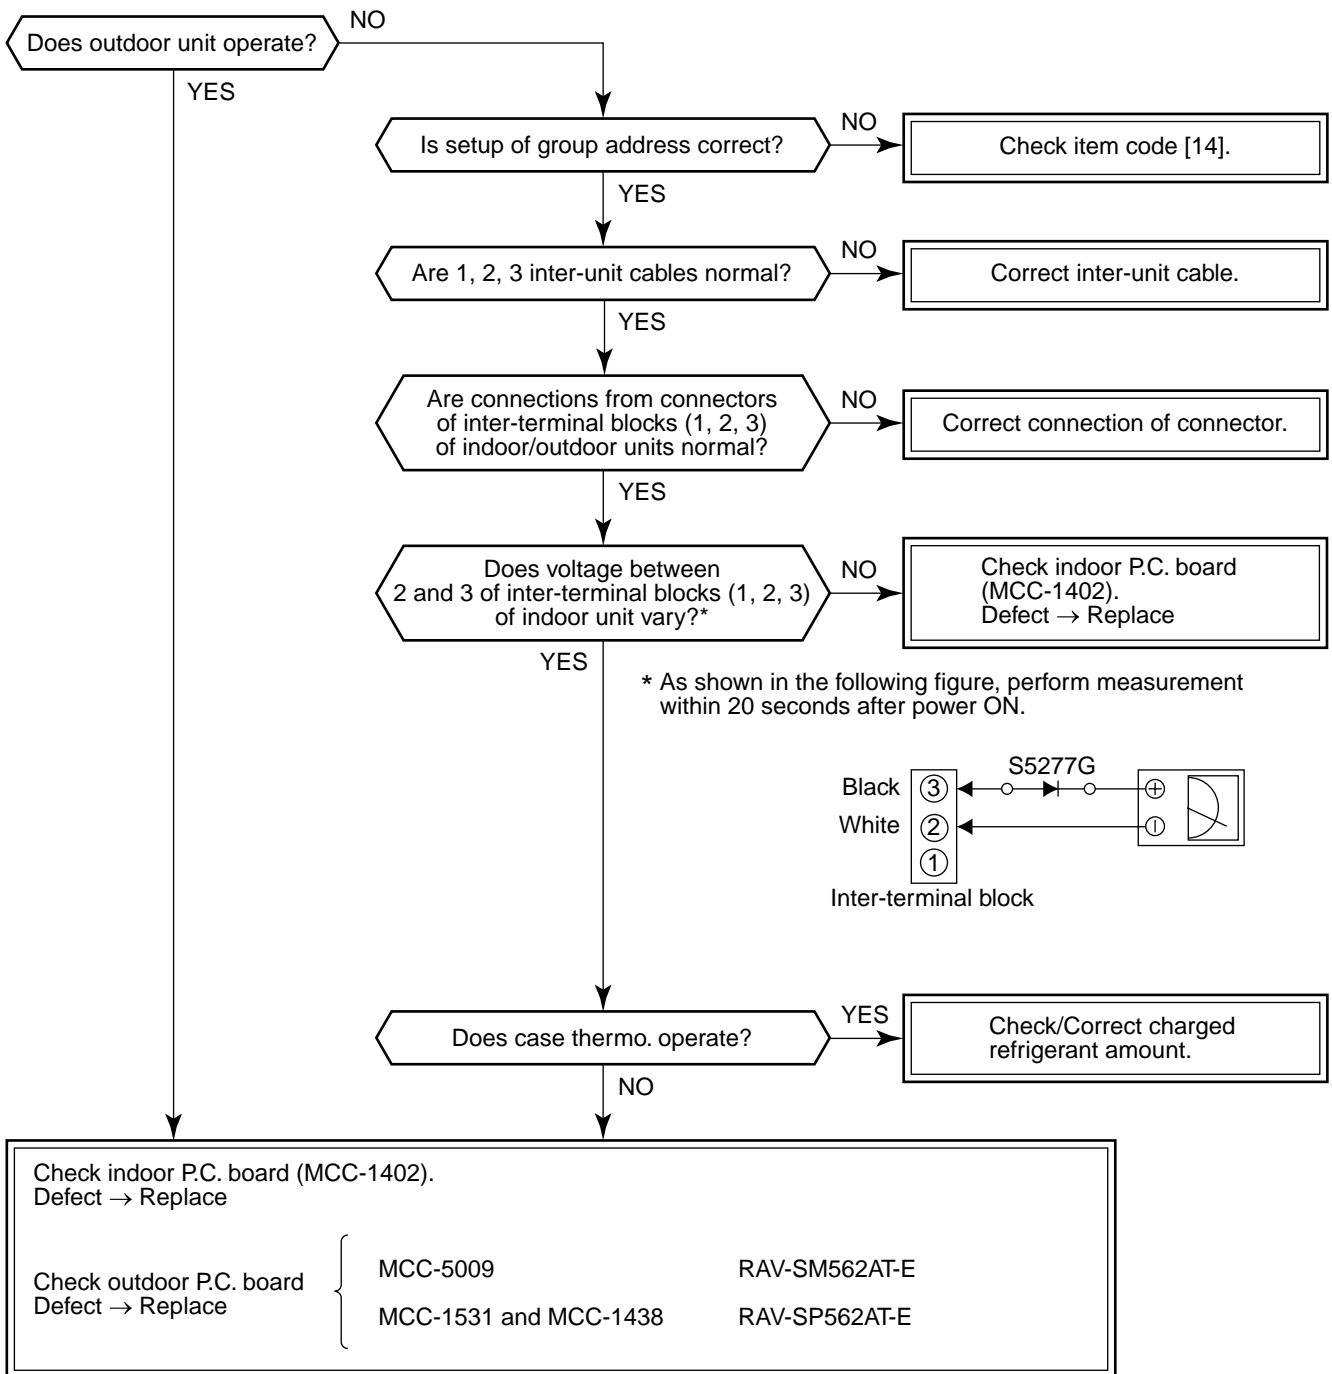 Does outdoor unit operate?
NO
YES
Is setup of group address correct?
NO
Check item code [14].
YES
Are 1, 2, 3 inter-unit cables normal?
NO
Correct inter-unit cable.
YES
Are connections from connectors
of inter-terminal blocks (1, 2, 3)
of indoor/outdoor units normal?
NO
Correct connection of connector.
YES
Does voltage between
2 and 3 of inter-terminal blocks (1, 2, 3)
of indoor unit vary?*
NO
Check indoor P.C. board
(MCC-1402).
Defect → Replace
YES
* As shown in the following figure, perform measurement
within 20 seconds after power ON.
S5277G
Black ③
White ②
①
Inter-terminal block
Does case thermo. operate?
YES
Check/Correct charged
refrigerant amount.
NO
Check indoor P.C. board (MCC-1402).
Defect → Replace
Check outdoor P.C. board
Defect → Replace
MCC-5009 RAV-SM562AT-E
MCC-1531 and MCC-1438 RAV-SP562AT-E